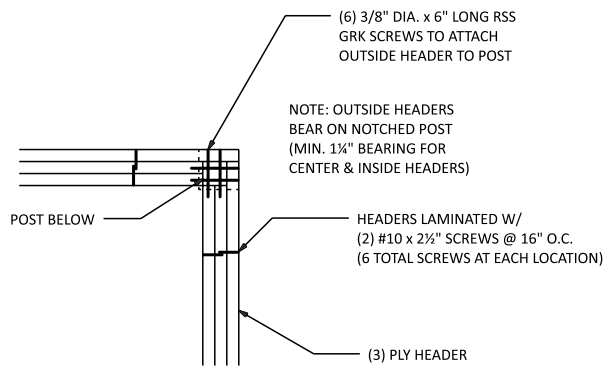 (6) 3/8" DIA. x 6" LONG RSS
GRK SCREWS TO ATTACH
OUTSIDE HEADER TO POST
NOTE: OUTSIDE HEADERS
BEAR ON NOTCHED POST
(MIN. 1¼" BEARING FOR
CENTER & INSIDE HEADERS)
POST BELOW
HEADERS LAMINATED W/
(2) #10 x 2½" SCREWS @ 16" O.C.
(6 TOTAL SCREWS AT EACH LOCATION)
(3) PLY HEADER